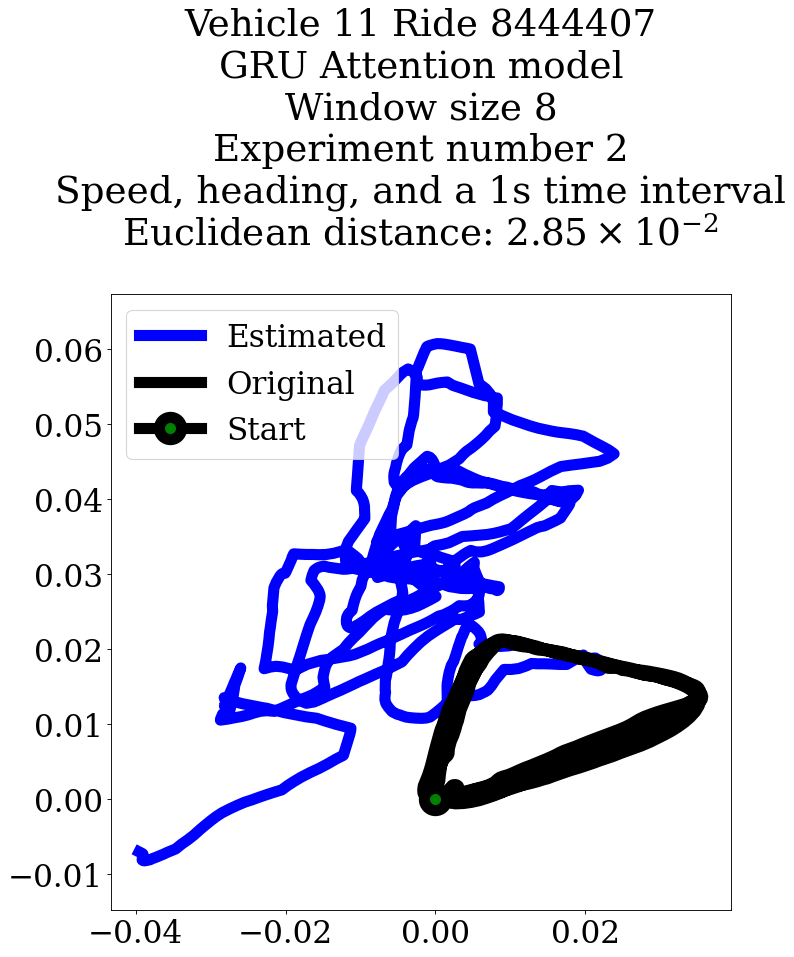 Vehicle 11 Ride 8444407
GRU Attention model
Window size 8
Experiment number 2
Speed, heading, and a 1s time interval
Euclidean distance: 2.85 × 10⁻²
Estimated
Original
Start
0.06
0.05
0.04
0.03
0.02
0.01
0.00
−0.01
−0.04
−0.02
0.00
0.02